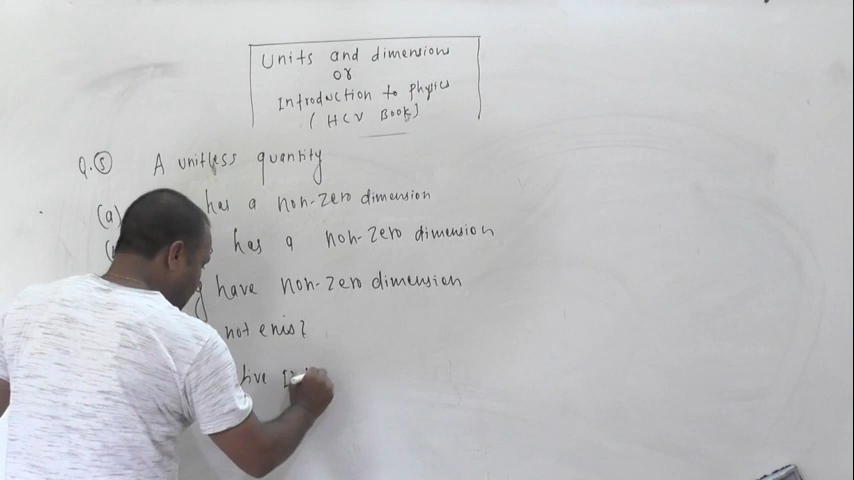 Units and dimensions
or
Introduction to physics
( HCV Book)
Q.⑤ A unitless quantity
(a) has a non-zero dimension
has a non-zero dimension
have non-zero dimension
not exist